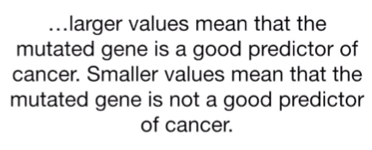 ...larger values mean that the
mutated gene is a good predictor of
cancer. Smaller values mean that the
mutated gene is not a good predictor
of cancer.